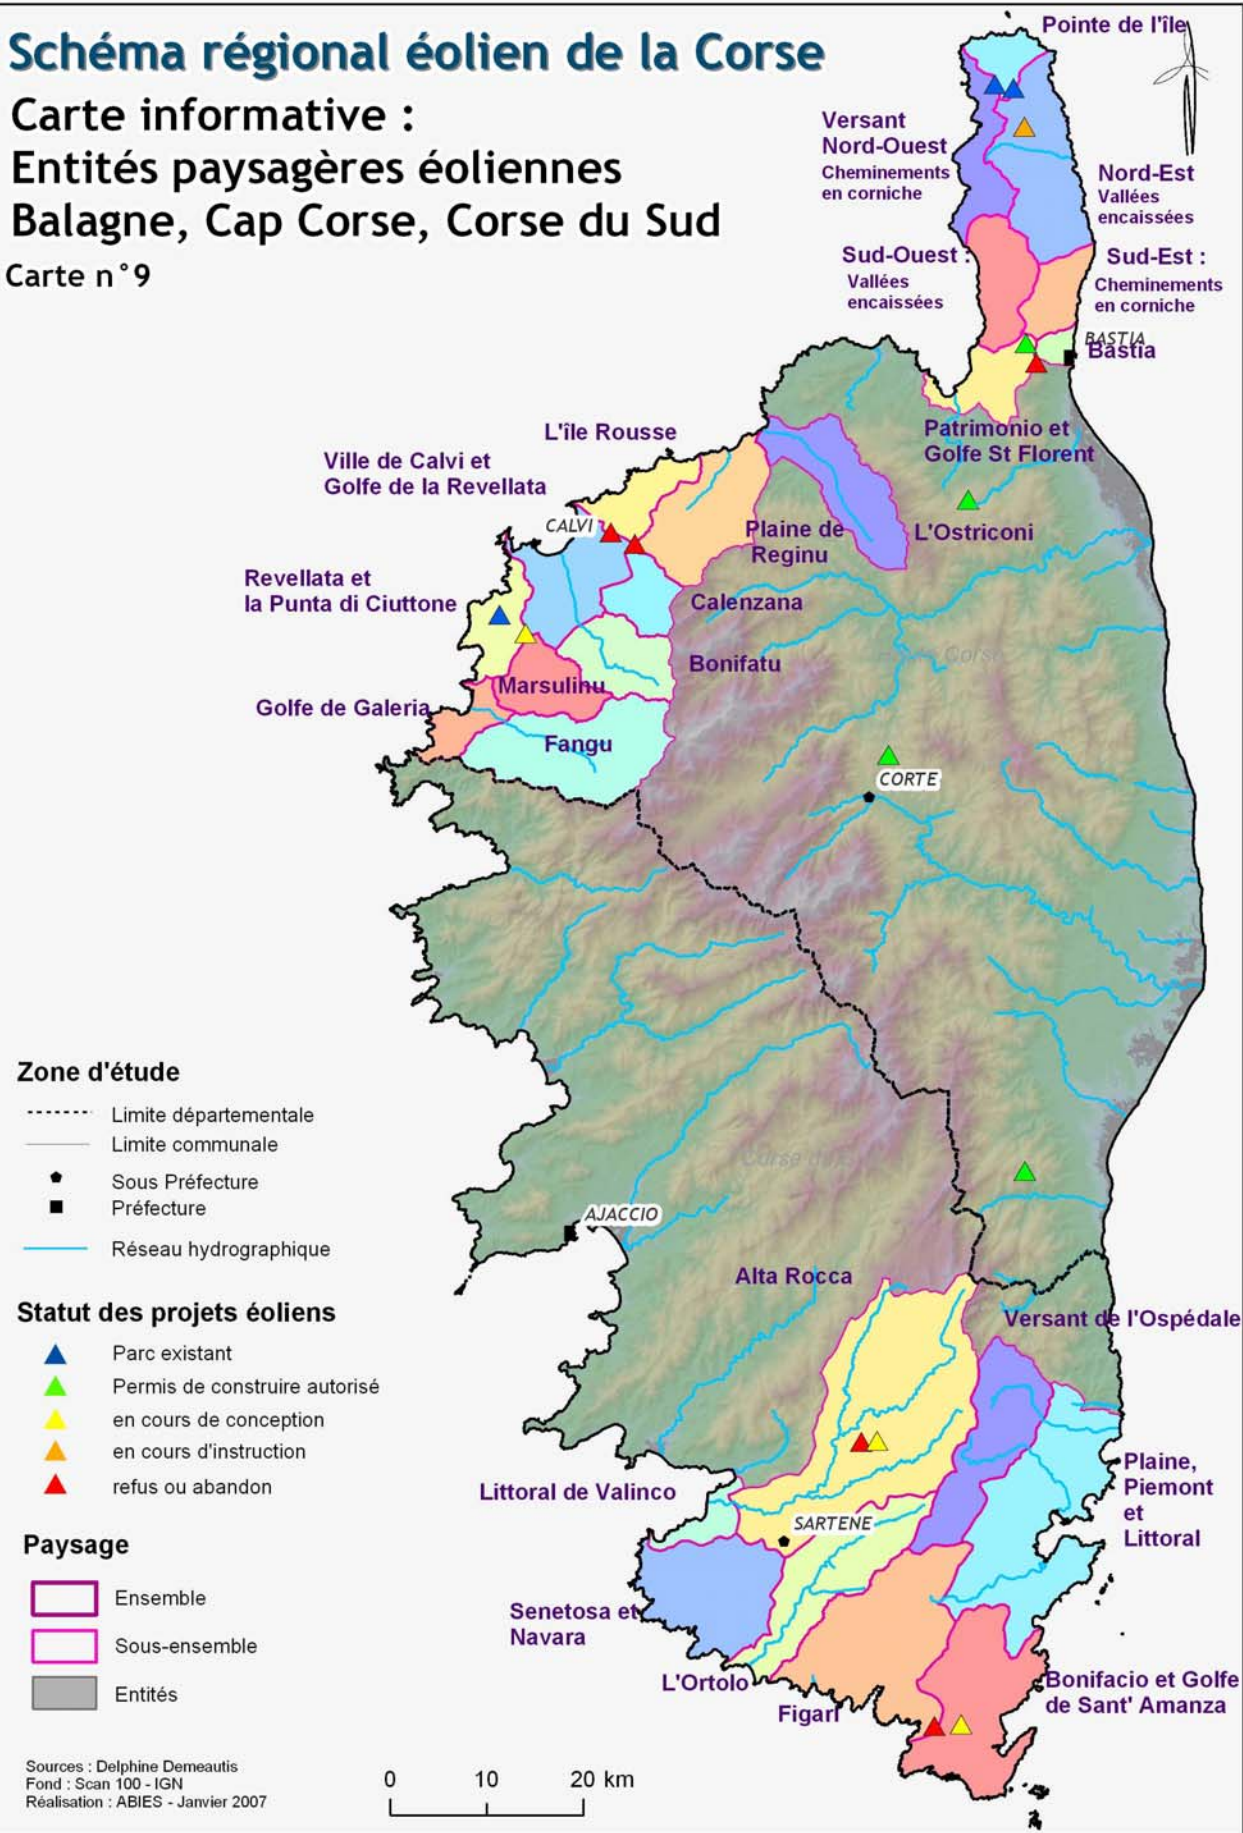 Schéma régional éolien de la Corse
Carte informative :
Entités paysagères éoliennes
Balagne, Cap Corse, Corse du Sud
Carte n°9
Pointe de l'île
Versant
Nord-Ouest
Cheminements
en corniche
Nord-Est
Vallées
encaissées
Sud-Ouest :
Vallées
encaissées
Sud-Est :
Cheminements
en corniche
BASTIA
Bastia
Patrimonio et
Golfe St Florent
L'île Rousse
Ville de Calvi et
Golfe de la Revellata
CALVI
Plaine de
Reginu
L'Ostriconi
Revellata et
la Punta di Ciuttone
Calenzana
Bonifatu
Marsulinu
Golfe de Galeria
Fangu
CORTE
Zone d'étude
Limite départementale
Limite communale
Sous Préfecture
Préfecture
Réseau hydrographique
AJACCIO
Alta Rocca
Versant de l'Ospédale
Statut des projets éoliens
Parc existant
Permis de construire autorisé
en cours de conception
en cours d'instruction
refus ou abandon
Littoral de Valinco
SARTENE
Plaine,
Piemont
et
Littoral
Paysage
Ensemble
Sous-ensemble
Entités
Senetosa et
Navara
L'Ortolo
Figari
Bonifacio et Golfe
de Sant' Amanza
Sources : Delphine Demeautis
Fond : Scan 100 - IGN
Réalisation : ABIES - Janvier 2007
0 10 20 km